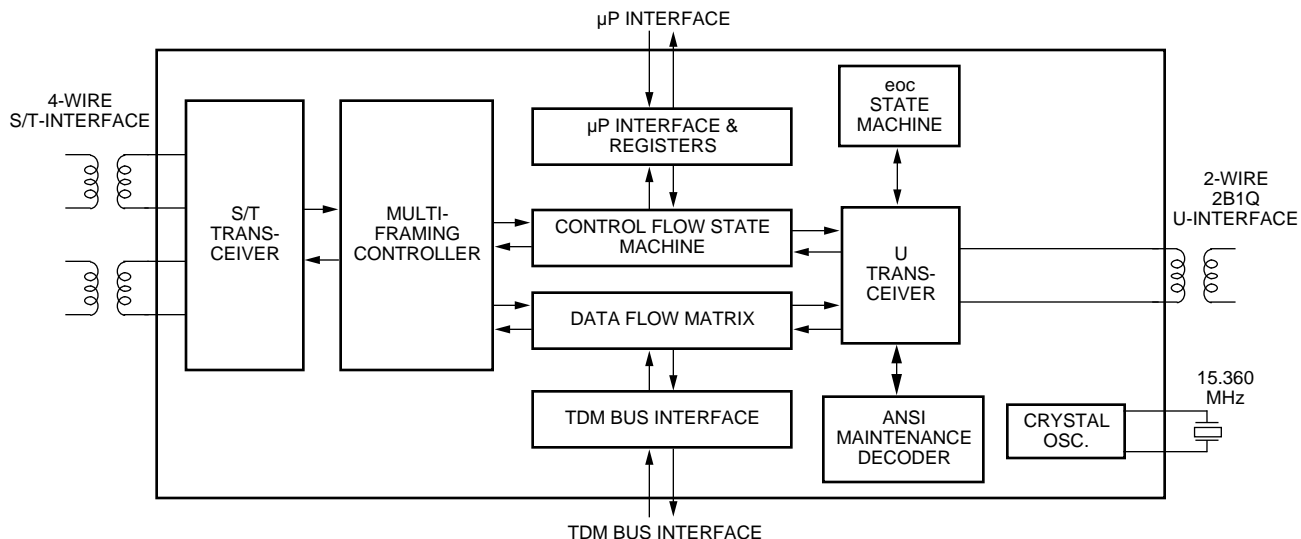 µP INTERFACE
4-WIRE
S/T-INTERFACE
S/T
TRANS-
CEIVER
MULTI-
FRAMING
CONTROLLER
µP INTERFACE &
REGISTERS
CONTROL FLOW STATE
MACHINE
DATA FLOW MATRIX
TDM BUS INTERFACE
eoc
STATE
MACHINE
U
TRANS-
CEIVER
ANSI
MAINTENANCE
DECODER
2-WIRE
2B1Q
U-INTERFACE
CRYSTAL
OSC.
15.360
MHz
TDM BUS INTERFACE